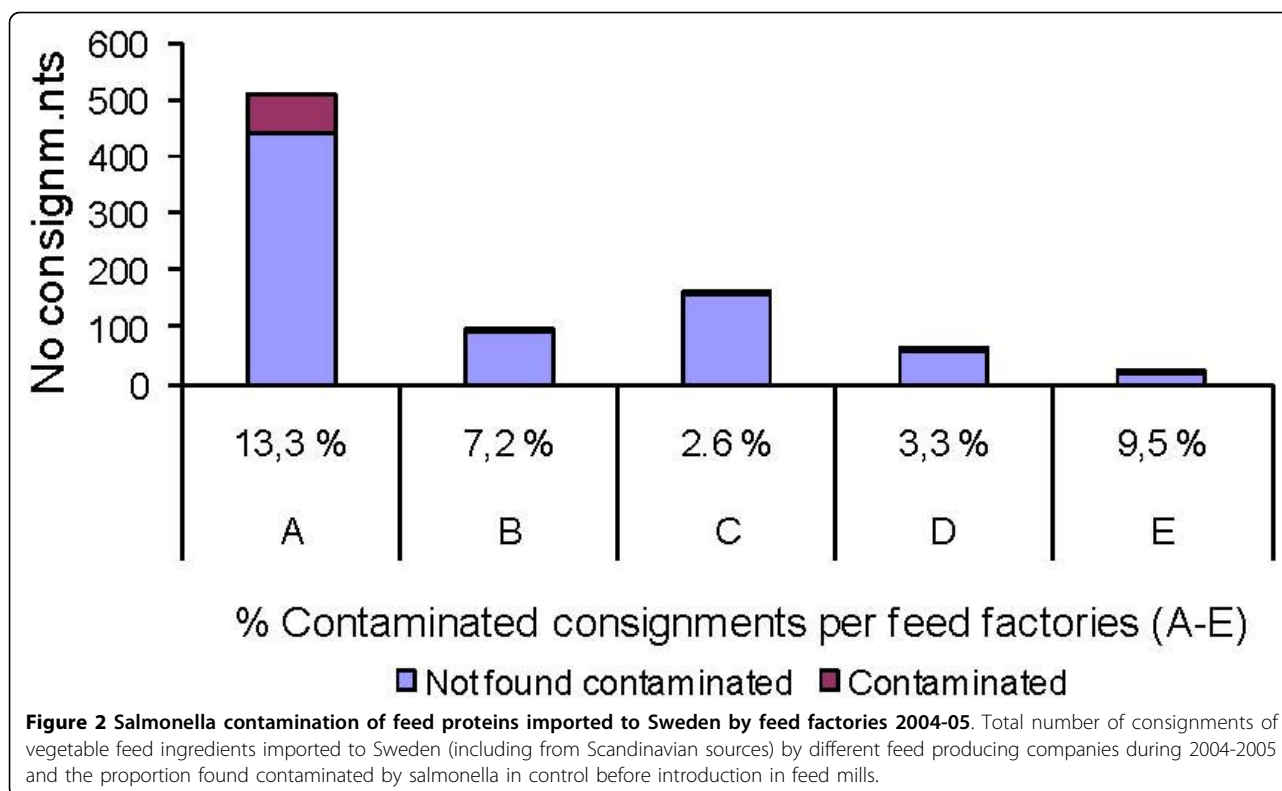 600
500
400
300
200
100
0
No consignm.nts
13,3 % 7,2 % 2.6 % 3,3 % 9,5 %
A B C D E
% Contaminated consignments per feed factories (A-E)
Not found contaminated Contaminated
Figure 2 Salmonella contamination of feed proteins imported to Sweden by feed factories 2004-05. Total number of consignments of
vegetable feed ingredients imported to Sweden (including from Scandinavian sources) by different feed producing companies during 2004-2005
and the proportion found contaminated by salmonella in control before introduction in feed mills.